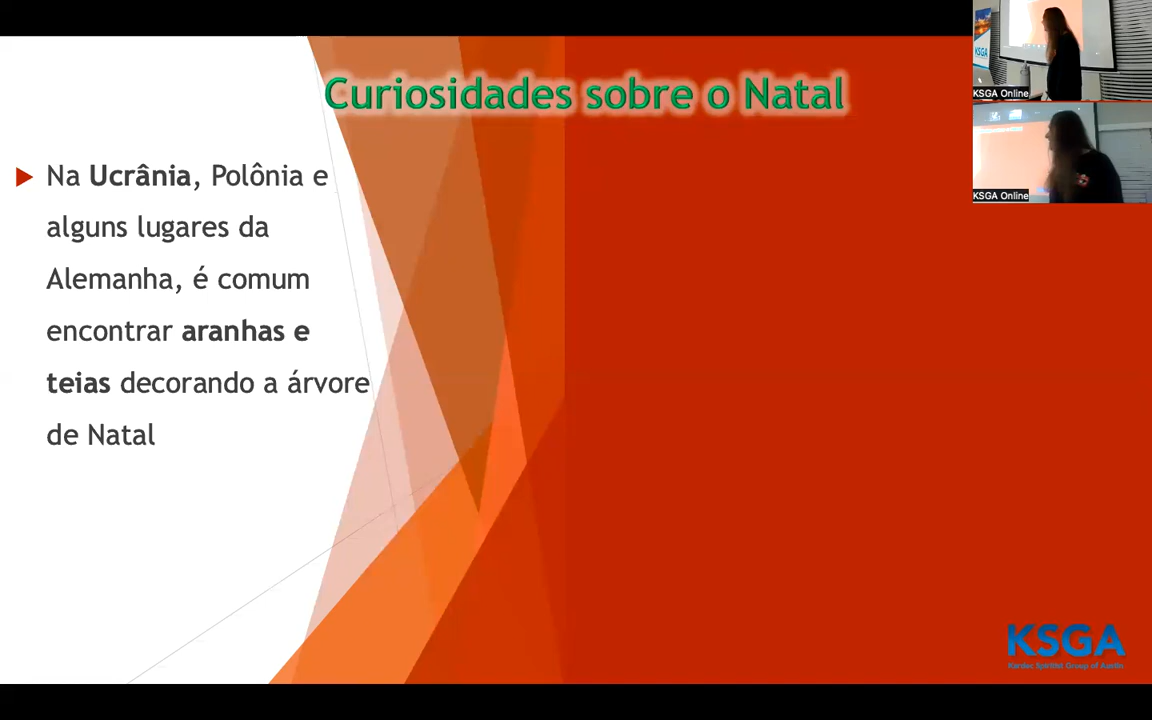 Curiosidades sobre o Natal
Na Ucrânia, Polônia e
alguns lugares da
Alemanha, é comum
encontrar aranhas e
teias decorando a árvore
de Natal
KSGA
KSGA Online
KSGA Online
KSGA
Kardec Spiritist Group of Austin